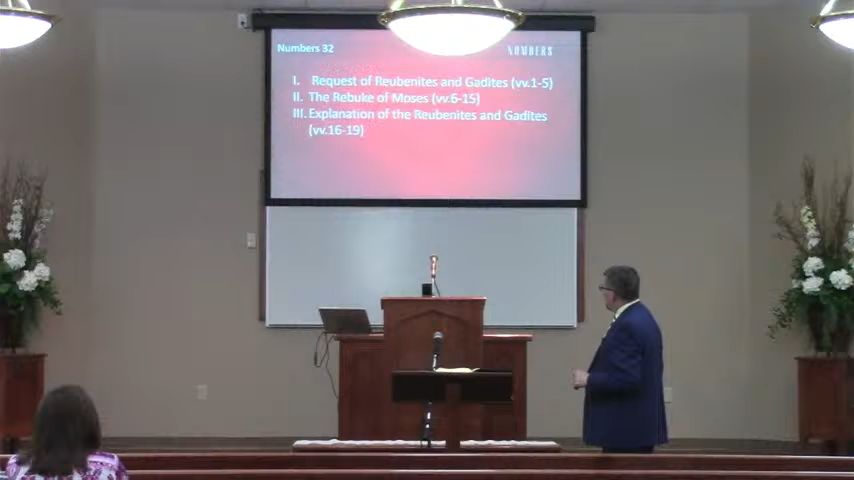 Numbers 32
NUMBERS
I. Request of Reubenites and Gadites (vv.1-5)
II. The Rebuke of Moses (vv.6-15)
III. Explanation of the Reubenites and Gadites
(vv.16-19)